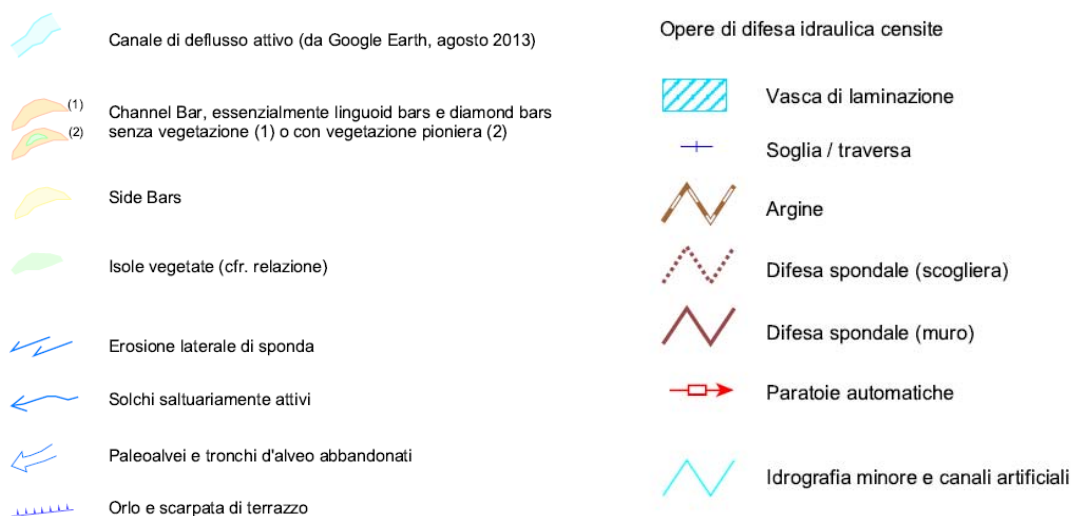 Canale di deflusso attivo (da Google Earth, agosto 2013)
(1)
Channel Bar, essenzialmente linguoid bars e diamond bars
(2)
senza vegetazione (1) o con vegetazione pioniera (2)
Side Bars
Isole vegetate (cfr. relazione)
Erosione laterale di sponda
Solchi saltuariamente attivi
Paleoalvei e tronchi d'alveo abbandonati
Orlo e scarpata di terrazzo
Opere di difesa idraulica censite
Vasca di laminazione
Soglia / traversa
Argine
Difesa spondale (scogliera)
Difesa spondale (muro)
Paratoie automatiche
Idrografia minore e canali artificiali